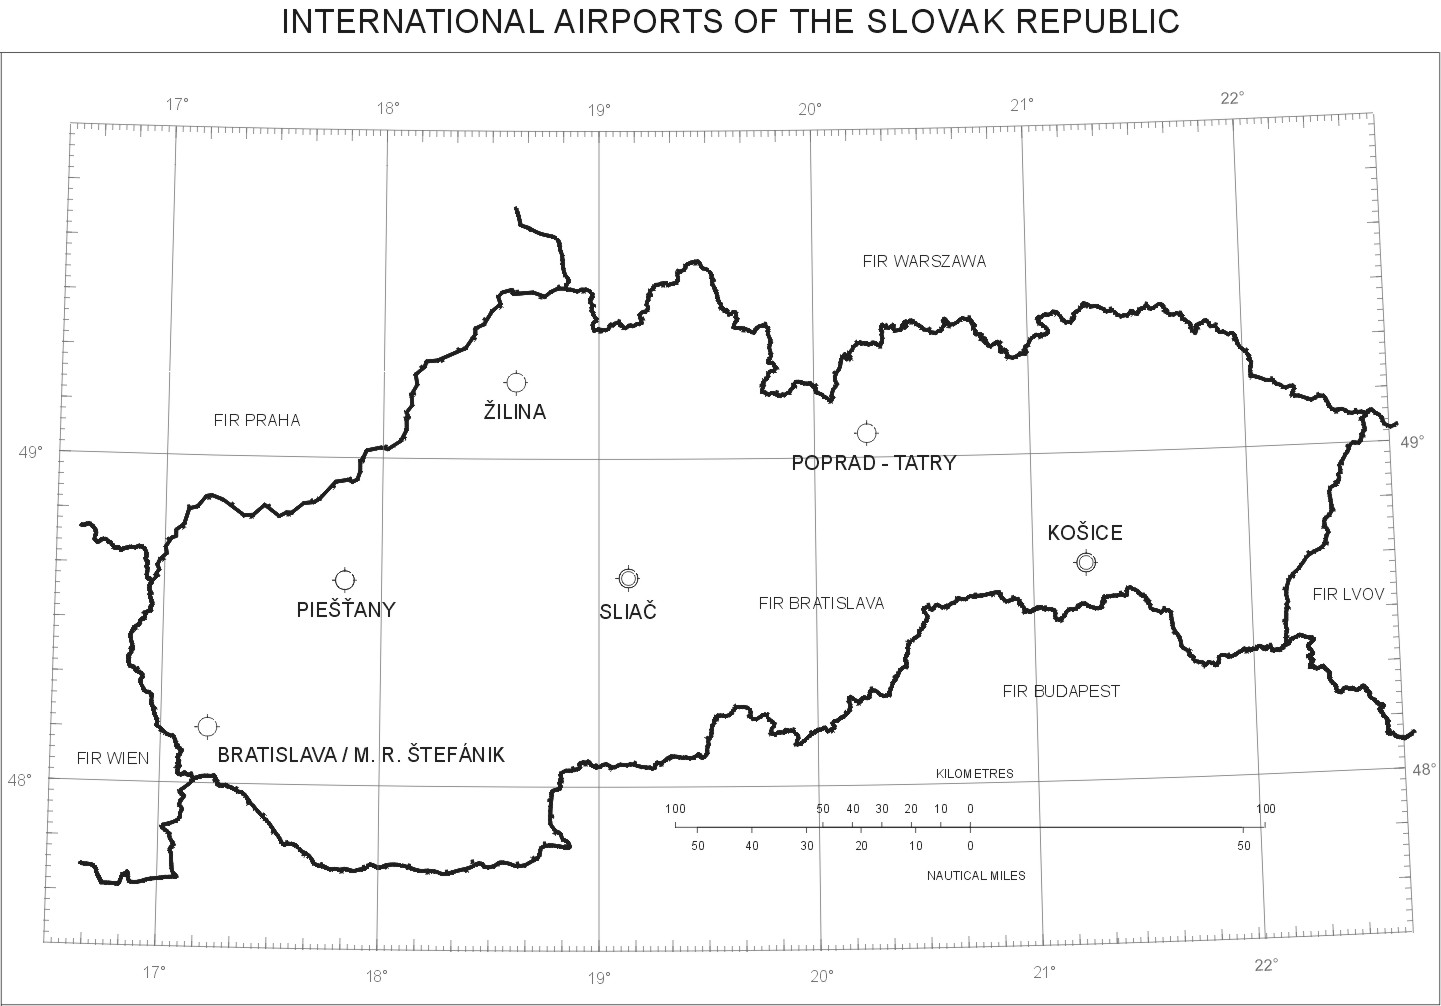 INTERNATIONAL AIRPORTS OF THE SLOVAK REPUBLIC
17° 18° 19° 20° 21° 22°
FIR WARSZAWA
ŽILINA
FIR PRAHA
49° 49°
POPRAD - TATRY
KOŠICE
FIR LVOV
PIEŠŤANY
SLIAČ
FIR BRATISLAVA
FIR BUDAPEST
FIR WIEN
BRATISLAVA / M. R. ŠTEFÁNIK
48° 48°
KILOMETRES
100 50 40 30 20 10 0 100
50 40 30 20 10 0 50
NAUTICAL MILES
17° 18° 19° 20° 21° 22°